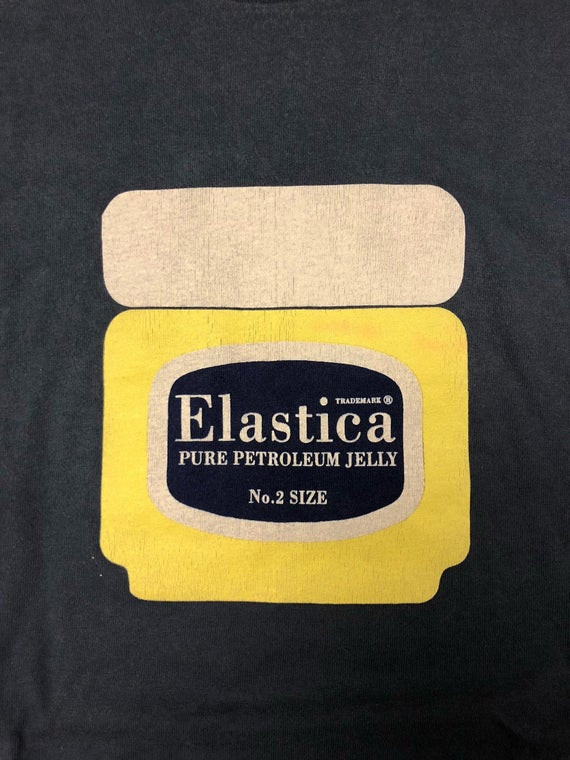 TRADEMARK ®
Elastica
PURE PETROLEUM JELLY
No.2 SIZE